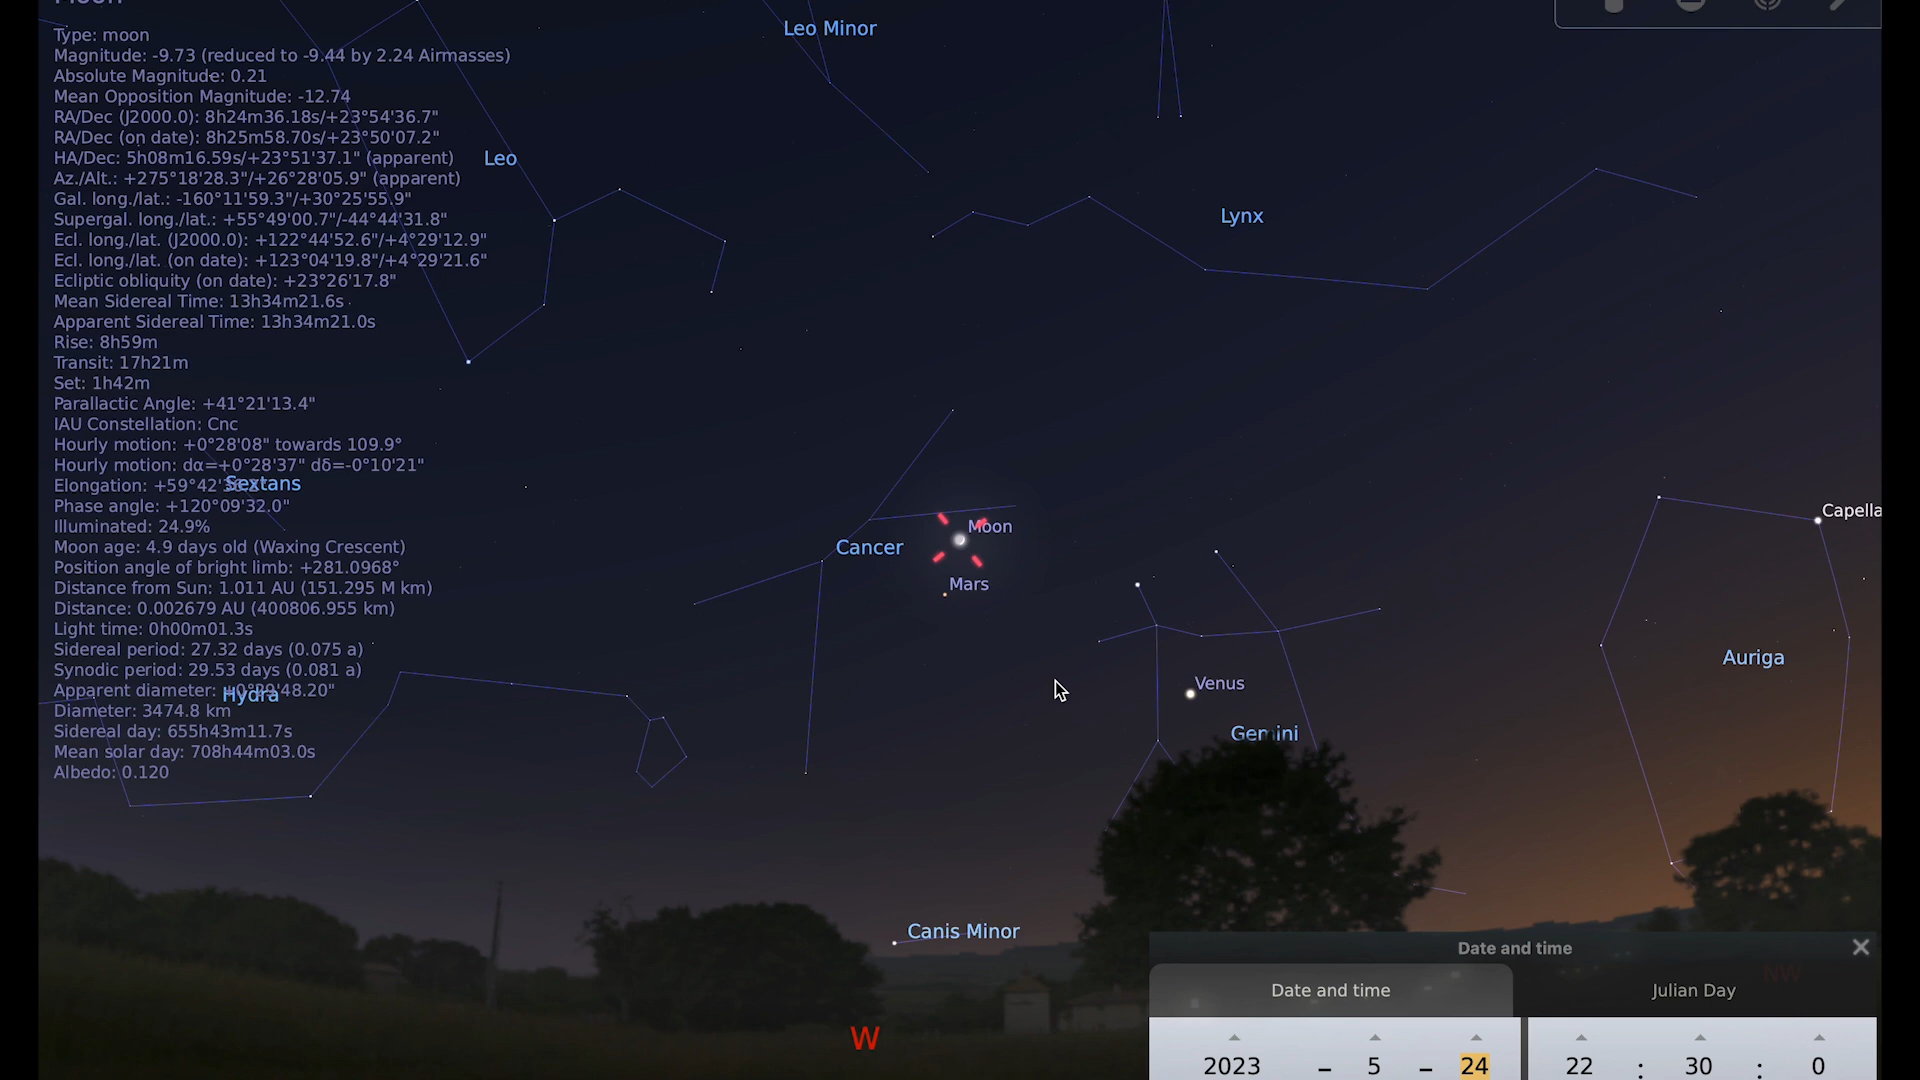 Moon
Type: moon
Magnitude: -9.73 (reduced to -9.44 by 2.24 Airmasses)
Absolute Magnitude: 0.21
Mean Opposition Magnitude: -12.74
RA/Dec (J2000.0): 8h24m36.18s/+23°54'36.7"
RA/Dec (on date): 8h25m58.70s/+23°50'07.2"
HA/Dec: 5h08m16.59s/+23°51'37.1" (apparent)
Az./Alt.: +275°18'28.3"/+26°28'05.9" (apparent)
Gal. long./lat.: -160°11'59.3"/+30°25'55.9"
Supergal. long./lat.: +55°49'00.7"/-44°44'31.8"
Ecl. long./lat. (J2000.0): +122°44'52.6"/+4°29'12.9"
Ecl. long./lat. (on date): +123°04'19.8"/+4°29'21.6"
Ecliptic obliquity (on date): +23°26'17.8"
Mean Sidereal Time: 13h34m21.6s
Apparent Sidereal Time: 13h34m21.0s
Rise: 8h59m
Transit: 17h21m
Set: 1h42m
Parallactic Angle: +41°21'13.4"
IAU Constellation: Cnc
Hourly motion: +0°28'08" towards 109.9°
Hourly motion: dα=+0°28'37" dδ=-0°10'21"
Elongation:
Phase angle: +120°09'32.0"
Illuminated: 24.9%
Moon age: 4.9 days old (Waxing Crescent)
Position angle of bright limb: +281.0968°
Distance from Sun: 1.011 AU (151.295 M km)
Distance: 0.002679 AU (400806.955 km)
Light time: 0h00m01.3s
Sidereal period: 27.32 days (0.075 a)
Synodic period: 29.53 days (0.081 a)
Apparent diameter:
Diameter: 3474.8 km
Sidereal day: 655h43m11.7s
Mean solar day: 708h44m03.0s
Albedo: 0.120
Leo Minor
Leo
Lynx
Sextans
Capella
Moon
Cancer
Mars
Auriga
Venus
Hydra
Gemini
Canis Minor
W
NW
Date and time
Date and time
Julian Day
2023 – 5 – 24
22 : 30 : 0